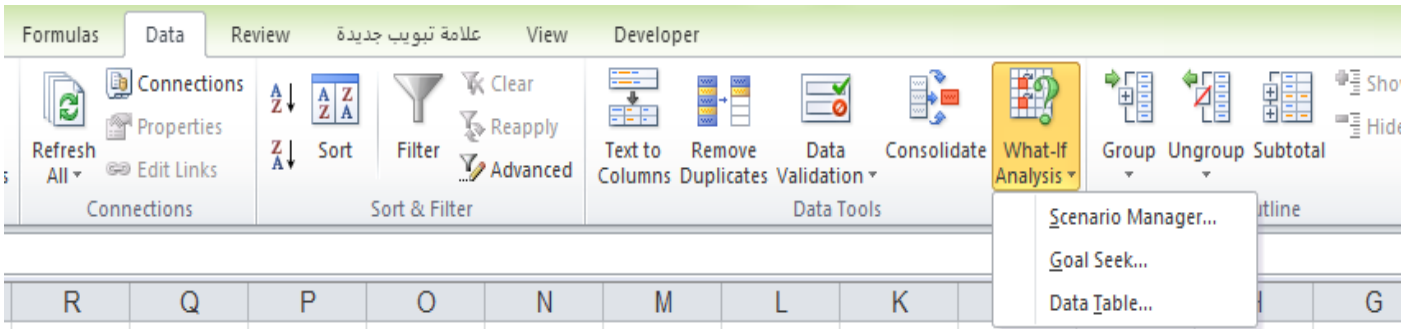 Formulas Data Review علامة تبويب جديدة View Developer
Connections
Properties
Edit Links
Refresh
All
Connections
Sort
Filter
Clear
Reapply
Advanced
Sort & Filter
Text to
Columns
Remove
Duplicates
Data
Validation
Consolidate
What-If
Analysis
Data Tools
Group
Ungroup
Subtotal
Scenario Manager...
Goal Seek...
Data Table...
R Q P O N M L K G